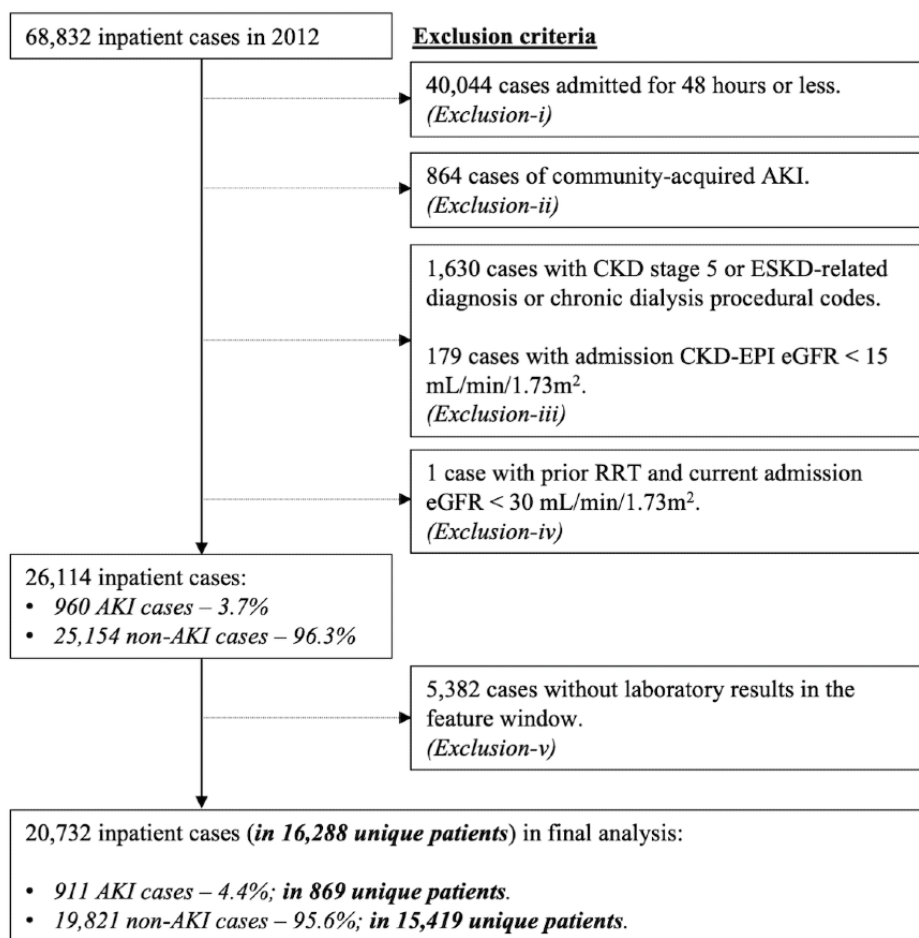 68,832 inpatient cases in 2012
Exclusion criteria
40,044 cases admitted for 48 hours or less.
(Exclusion-i)
864 cases of community-acquired AKI.
(Exclusion-ii)
1,630 cases with CKD stage 5 or ESKD-related
diagnosis or chronic dialysis procedural codes.
179 cases with admission CKD-EPI eGFR < 15
mL/min/1.73m².
(Exclusion-iii)
1 case with prior RRT and current admission
eGFR < 30 mL/min/1.73m².
(Exclusion-iv)
26,114 inpatient cases:
• 960 AKI cases – 3.7%
• 25,154 non-AKI cases – 96.3%
5,382 cases without laboratory results in the
feature window.
(Exclusion-v)
20,732 inpatient cases (in 16,288 unique patients) in final analysis:
• 911 AKI cases – 4.4%; in 869 unique patients.
• 19,821 non-AKI cases – 95.6%; in 15,419 unique patients.